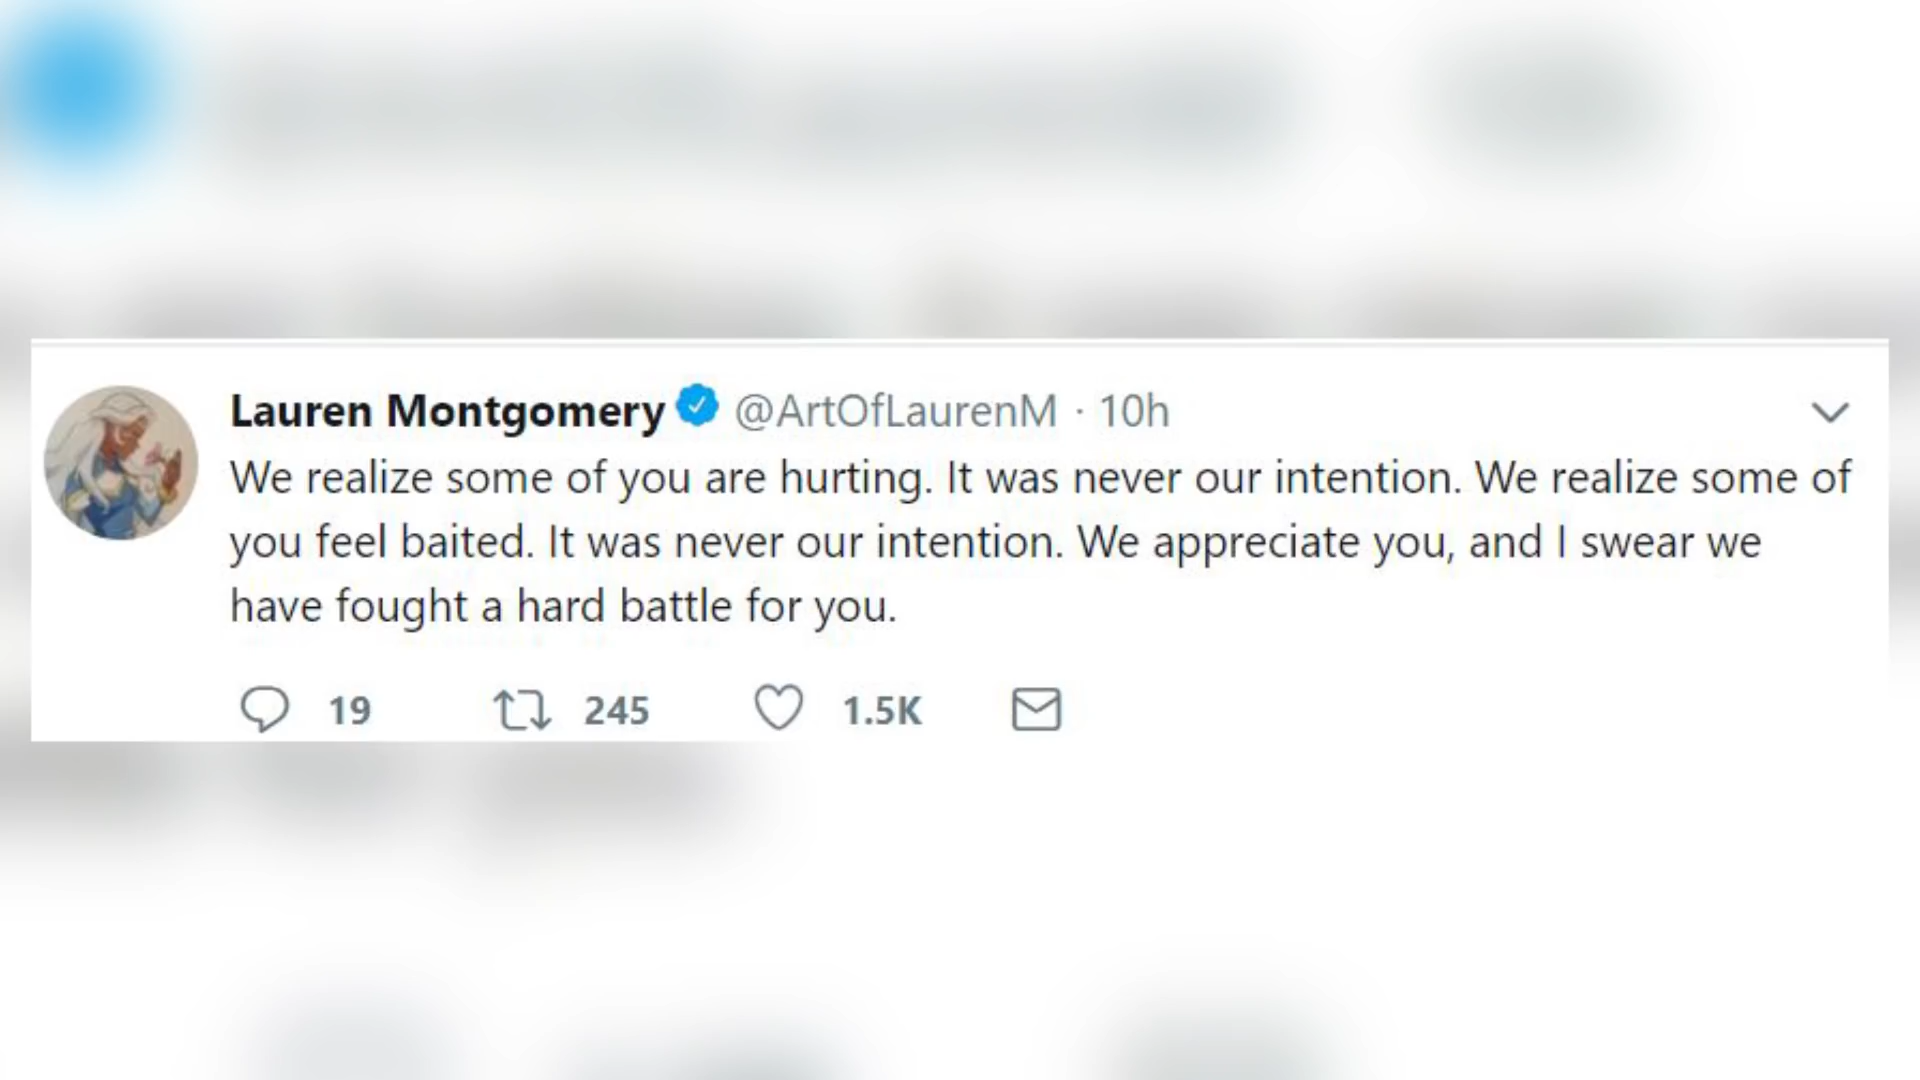 Lauren Montgomery @ArtOfLaurenM · 10h
We realize some of you are hurting. It was never our intention. We realize some of
you feel baited. It was never our intention. We appreciate you, and I swear we
have fought a hard battle for you.
19 245 1.5K